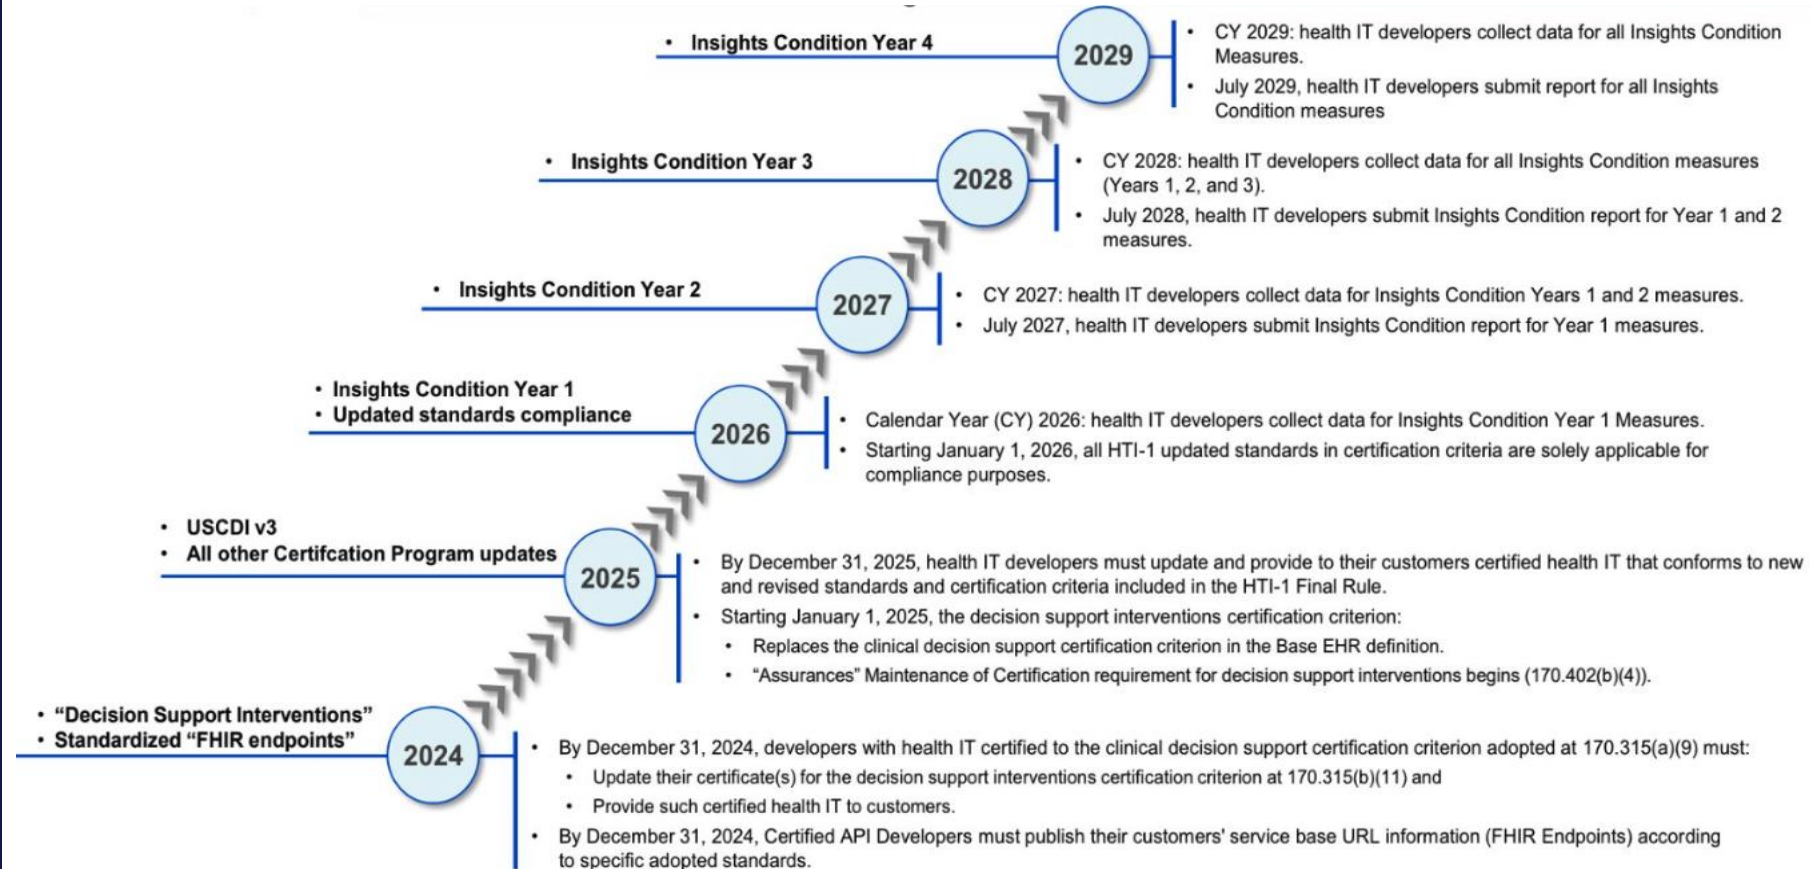 • Insights Condition Year 4
2029
• CY 2029: health IT developers collect data for all Insights Condition
Measures.
• July 2029, health IT developers submit report for all Insights
Condition measures
• Insights Condition Year 3
2028
• CY 2028: health IT developers collect data for all Insights Condition measures
(Years 1, 2, and 3).
• July 2028, health IT developers submit Insights Condition report for Year 1 and 2
measures.
• Insights Condition Year 2
2027
• CY 2027: health IT developers collect data for Insights Condition Years 1 and 2 measures.
• July 2027, health IT developers submit Insights Condition report for Year 1 measures.
• Insights Condition Year 1
• Updated standards compliance
2026
• Calendar Year (CY) 2026: health IT developers collect data for Insights Condition Year 1 Measures.
• Starting January 1, 2026, all HTI-1 updated standards in certification criteria are solely applicable for
compliance purposes.
• USCDI v3
• All other Certifcation Program updates
2025
• By December 31, 2025, health IT developers must update and provide to their customers certified health IT that conforms to new
and revised standards and certification criteria included in the HTI-1 Final Rule.
• Starting January 1, 2025, the decision support interventions certification criterion:
• Replaces the clinical decision support certification criterion in the Base EHR definition.
• “Assurances” Maintenance of Certification requirement for decision support interventions begins (170.402(b)(4)).
• “Decision Support Interventions”
• Standardized “FHIR endpoints”
2024
• By December 31, 2024, developers with health IT certified to the clinical decision support certification criterion adopted at 170.315(a)(9) must:
• Update their certificate(s) for the decision support interventions certification criterion at 170.315(b)(11) and
• Provide such certified health IT to customers.
• By December 31, 2024, Certified API Developers must publish their customers' service base URL information (FHIR Endpoints) according
to specific adopted standards.